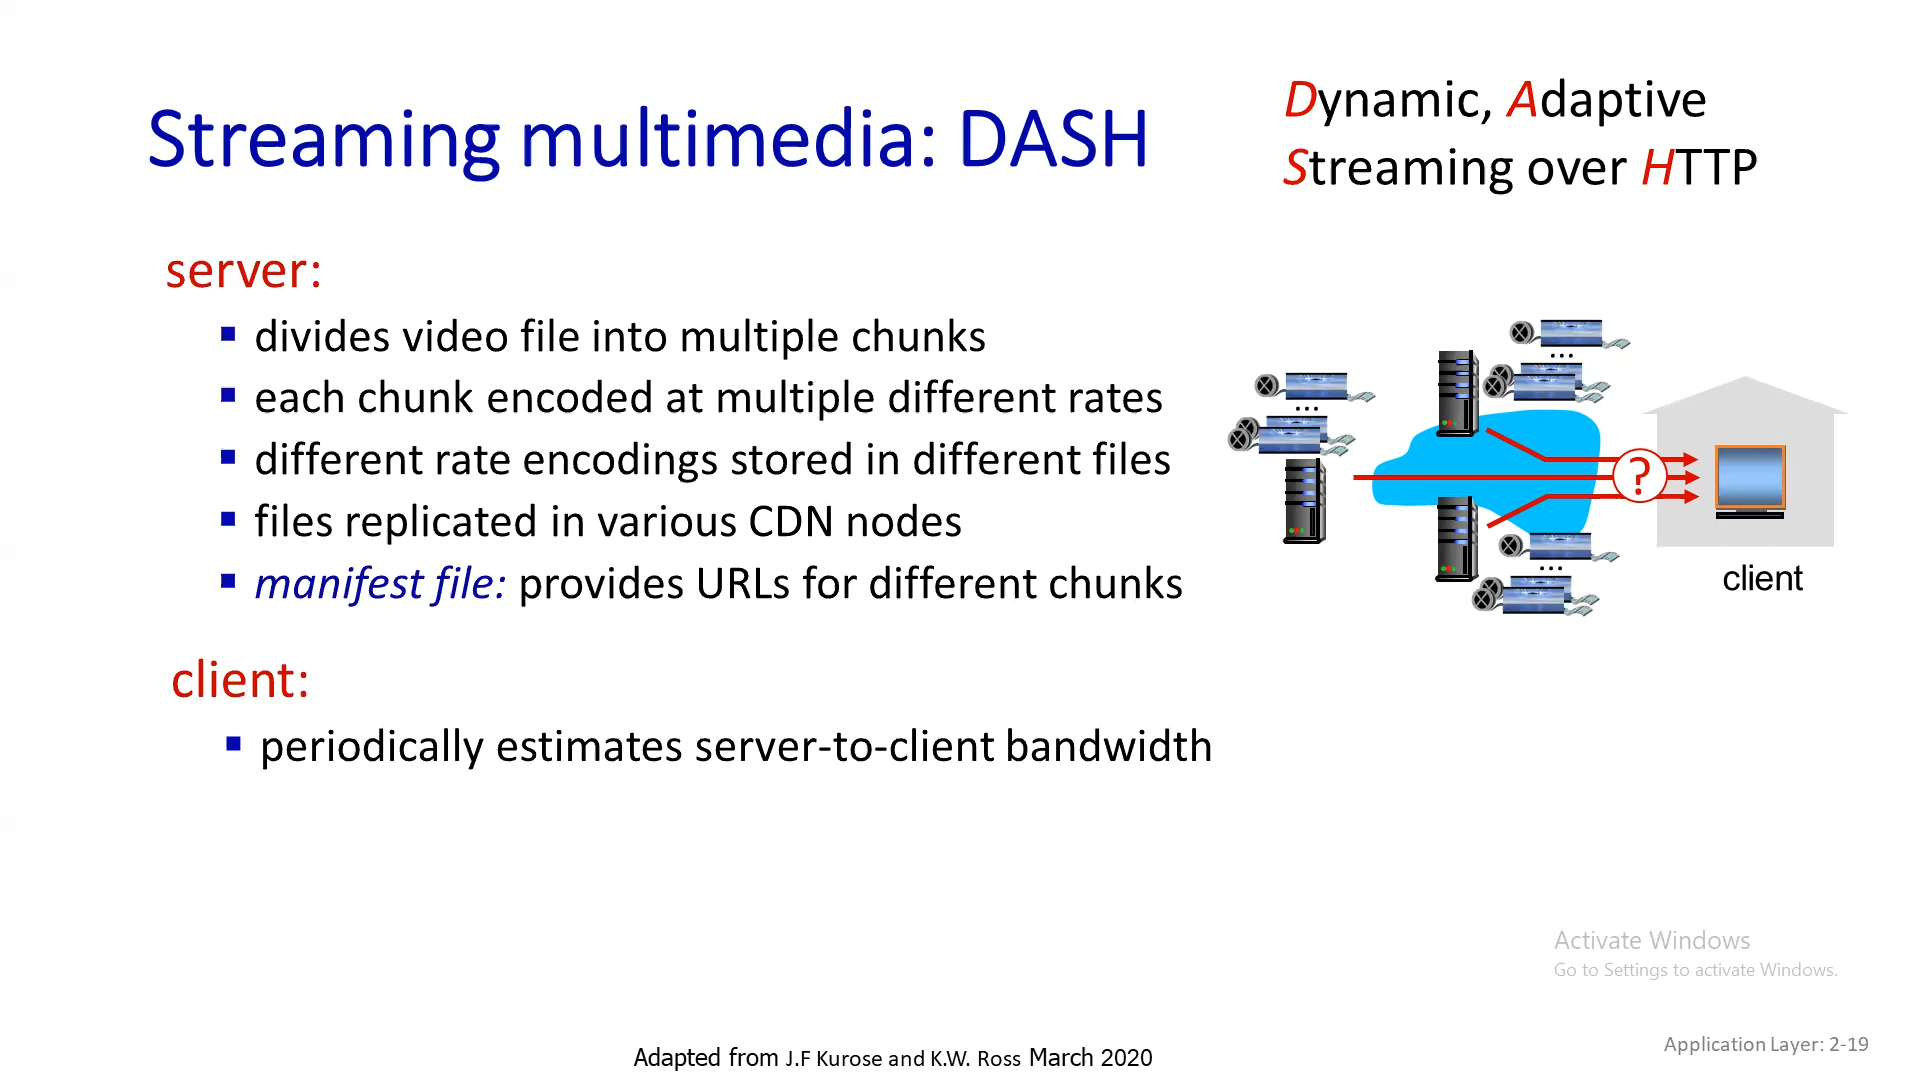 Streaming multimedia: DASH
Dynamic, Adaptive
Streaming over HTTP
server:
divides video file into multiple chunks
each chunk encoded at multiple different rates
different rate encodings stored in different files
files replicated in various CDN nodes
manifest file: provides URLs for different chunks
client:
periodically estimates server-to-client bandwidth
...
...
...
?
client
Activate Windows
Go to Settings to activate Windows.
Adapted from J.F Kurose and K.W. Ross March 2020
Application Layer: 2-19